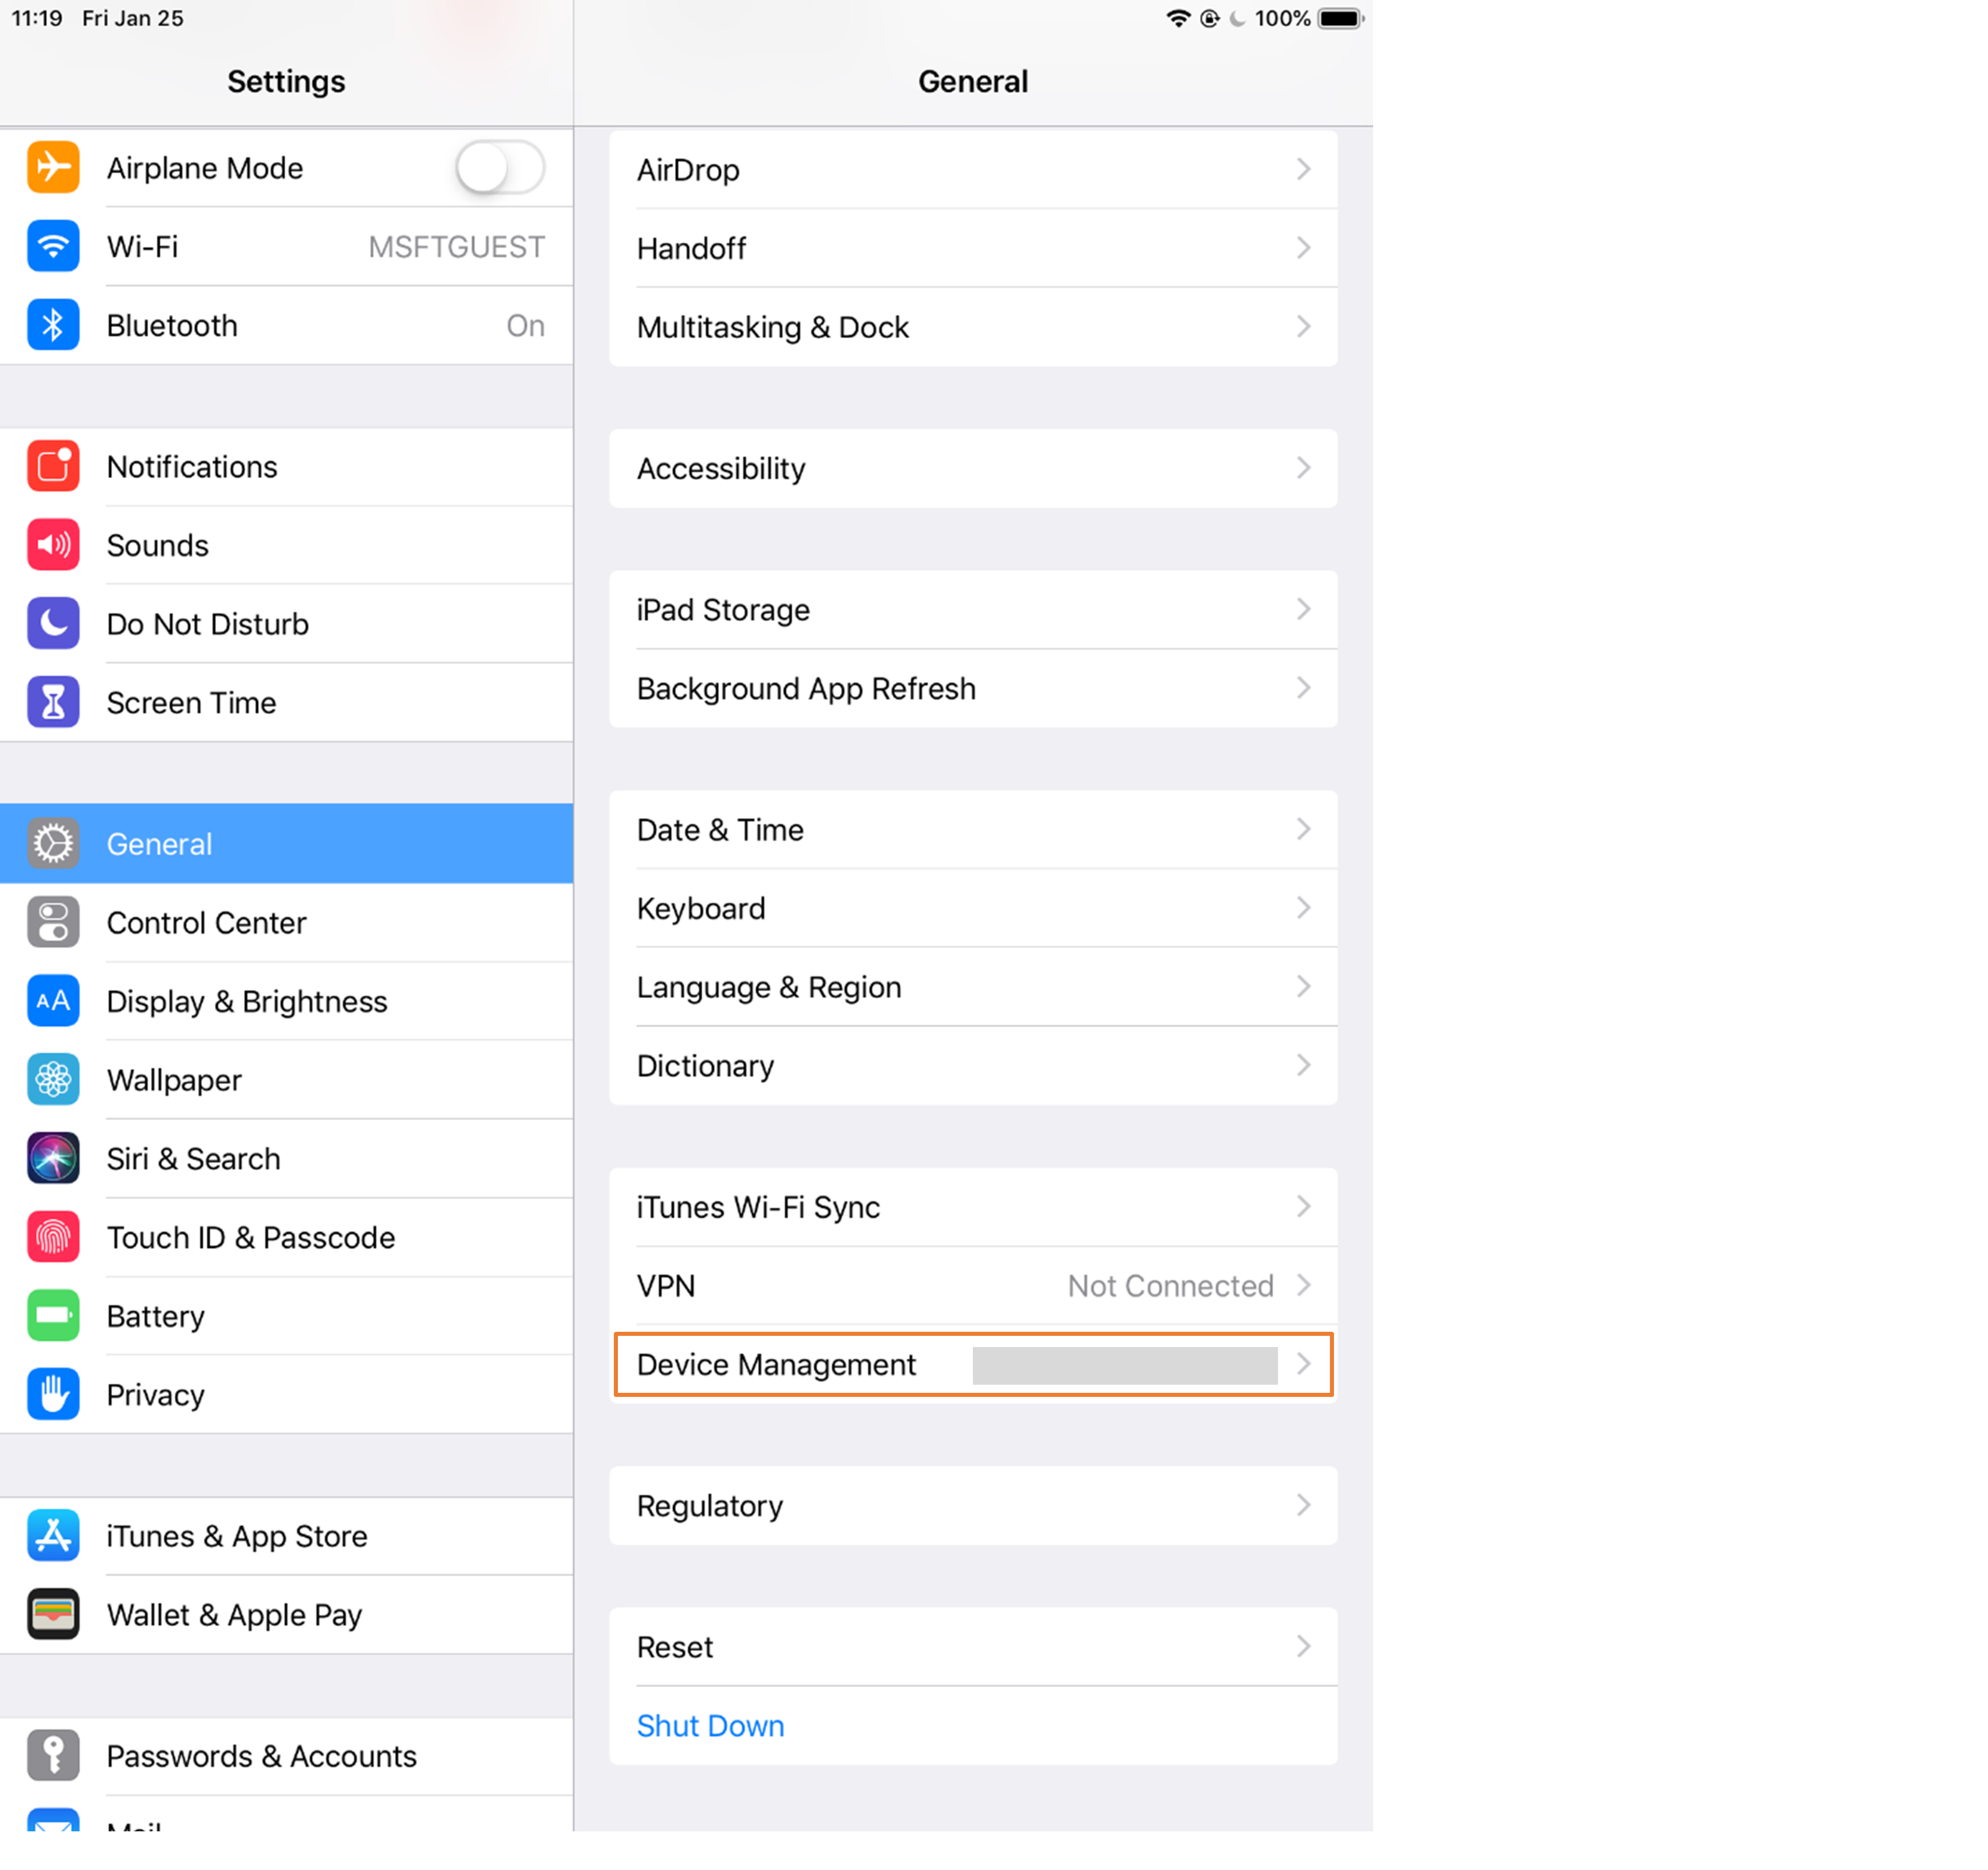 11:19 Fri Jan 25
100%
Settings
Airplane Mode
Wi-Fi MSFTGUEST
Bluetooth On
Notifications
Sounds
Do Not Disturb
Screen Time
General
Control Center
AA Display & Brightness
Wallpaper
Siri & Search
Touch ID & Passcode
Battery
Privacy
iTunes & App Store
Wallet & Apple Pay
Passwords & Accounts
Mail
General
AirDrop
Handoff
Multitasking & Dock
Accessibility
iPad Storage
Background App Refresh
Date & Time
Keyboard
Language & Region
Dictionary
iTunes Wi-Fi Sync
VPN Not Connected
Device Management
Regulatory
Reset
Shut Down